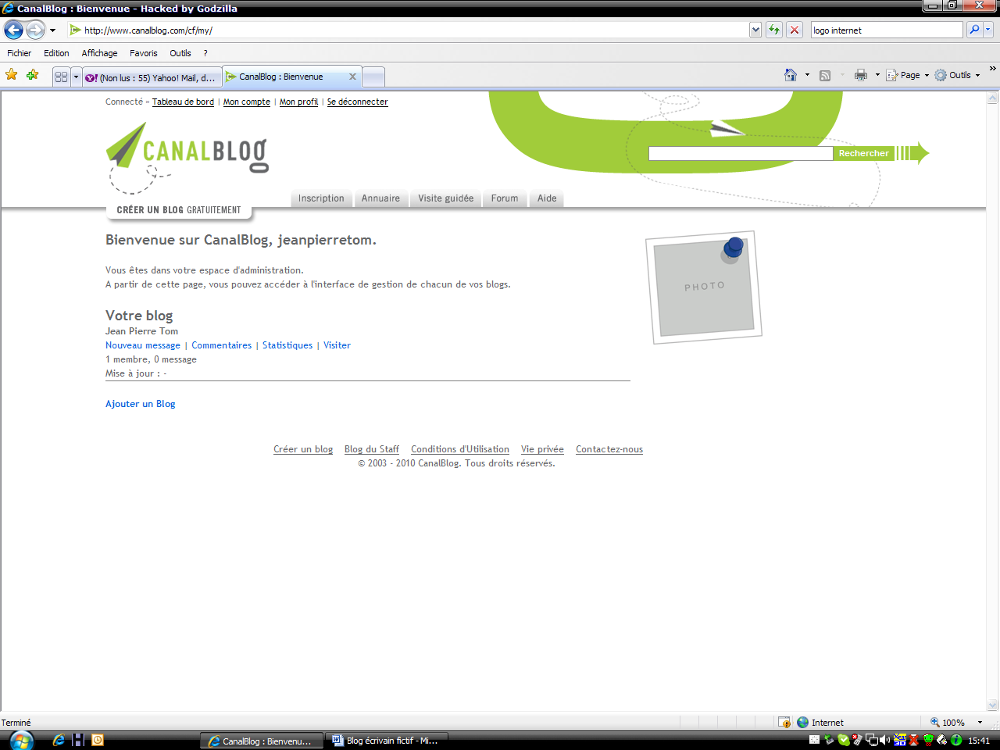 CanalBlog : Bienvenue - Hacked by Godzilla
http://www.canalblog.com/cf/my/
logo internet
Fichier Edition Affichage Favoris Outils ?
(Non lus : 55) Yahoo! Mail, d...
CanalBlog : Bienvenue
Page Outils
Connecté » Tableau de bord | Mon compte | Mon profil | Se déconnecter
CANALBLOG
Rechercher
Inscription Annuaire Visite guidée Forum Aide
CRÉER UN BLOG GRATUITEMENT
Bienvenue sur CanalBlog, jeanpierretom.
Vous êtes dans votre espace d'administration.
A partir de cette page, vous pouvez accéder à l'interface de gestion de chacun de vos blogs.
PHOTO
Votre blog
Jean Pierre Tom
Nouveau message | Commentaires | Statistiques | Visiter
1 membre, 0 message
Mise à jour : -
Ajouter un Blog
Créer un blog Blog du Staff Conditions d'Utilisation Vie privée Contactez-nous
© 2003 - 2010 CanalBlog. Tous droits réservés.
Terminé
Internet
100%
CanalBlog : Bienvenu...
Blog écrivain fictif - Mi...
15:41